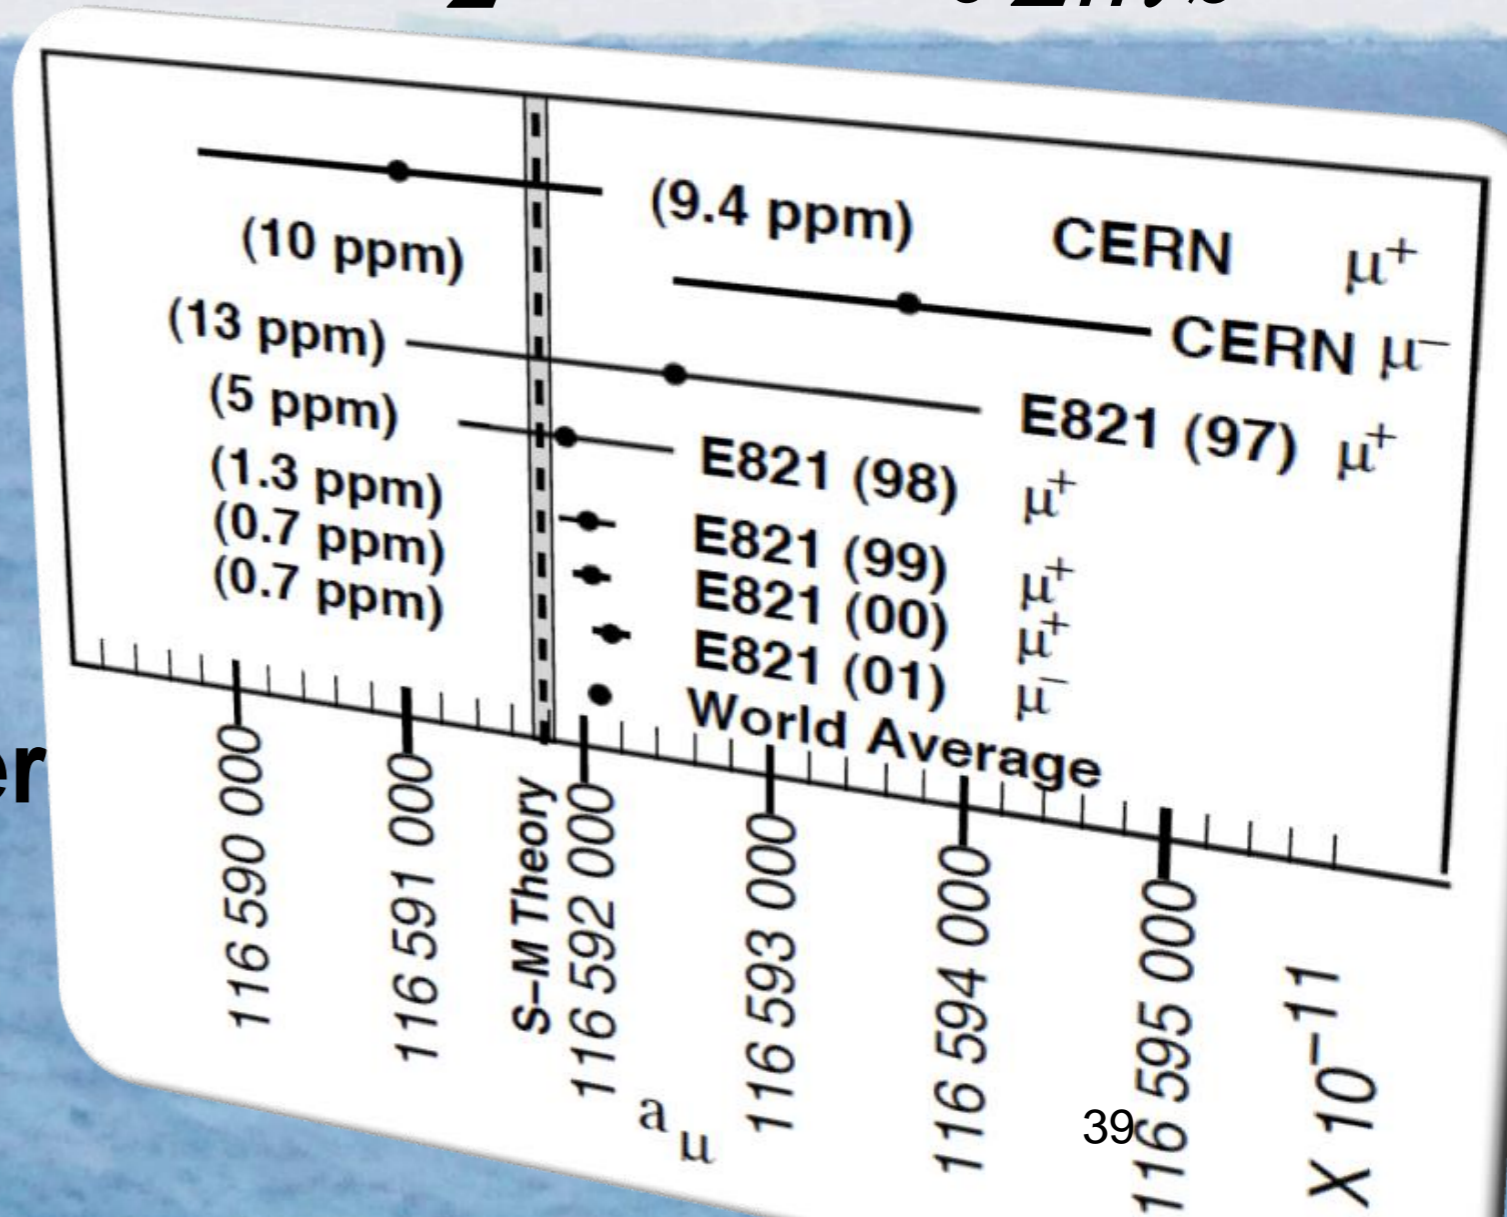 (9.4 ppm) CERN μ+
(10 ppm) CERN μ−
(13 ppm) E821 (97) μ+
(5 ppm) E821 (98) μ+
(1.3 ppm) E821 (99) μ+
(0.7 ppm) E821 (00) μ+
(0.7 ppm) E821 (01) μ−
World Average
116 590 000
116 591 000
S–M Theory
116 592 000
116 593 000
116 594 000
116 595 000
X 10−11
aμ
39
er